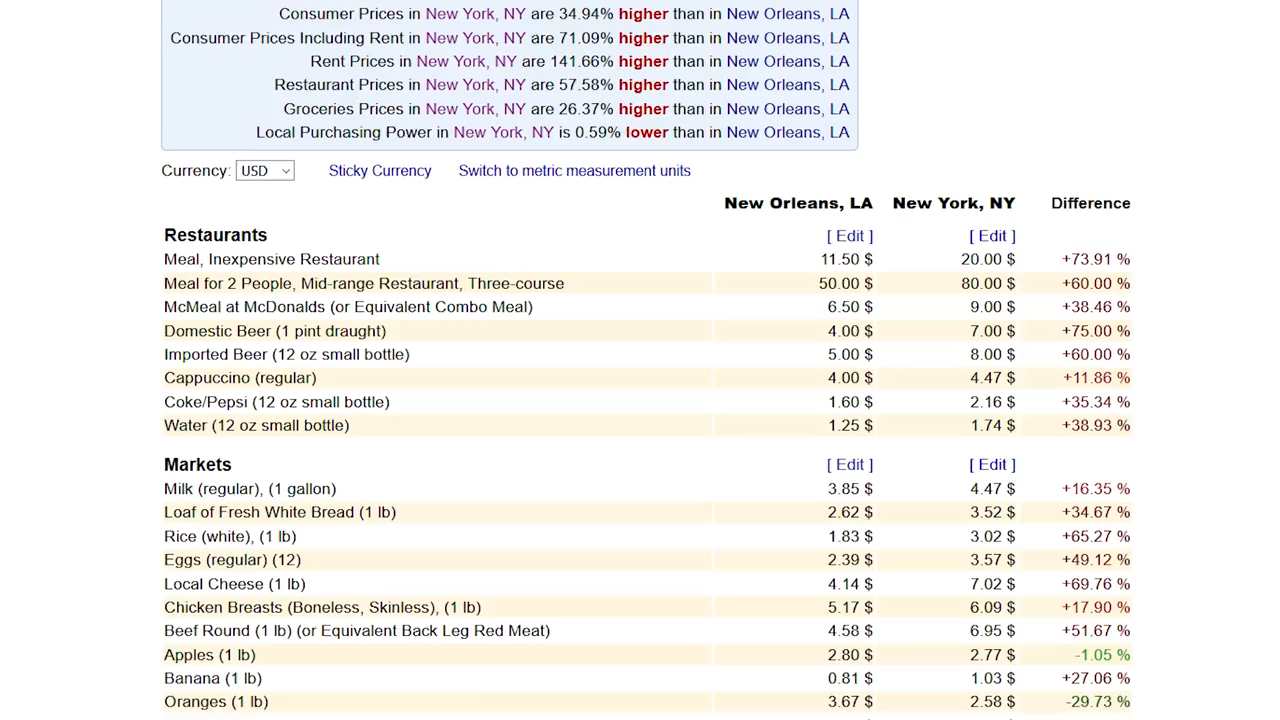 Consumer Prices in New York, NY are 34.94% higher than in New Orleans, LA
Consumer Prices Including Rent in New York, NY are 71.09% higher than in New Orleans, LA
Rent Prices in New York, NY are 141.66% higher than in New Orleans, LA
Restaurant Prices in New York, NY are 57.58% higher than in New Orleans, LA
Groceries Prices in New York, NY are 26.37% higher than in New Orleans, LA
Local Purchasing Power in New York, NY is 0.59% lower than in New Orleans, LA
Currency: USD Sticky Currency Switch to metric measurement units
New Orleans, LA New York, NY Difference
Restaurants [ Edit ] [ Edit ]
Meal, Inexpensive Restaurant 11.50 $ 20.00 $ +73.91 %
Meal for 2 People, Mid-range Restaurant, Three-course 50.00 $ 80.00 $ +60.00 %
McMeal at McDonalds (or Equivalent Combo Meal) 6.50 $ 9.00 $ +38.46 %
Domestic Beer (1 pint draught) 4.00 $ 7.00 $ +75.00 %
Imported Beer (12 oz small bottle) 5.00 $ 8.00 $ +60.00 %
Cappuccino (regular) 4.00 $ 4.47 $ +11.86 %
Coke/Pepsi (12 oz small bottle) 1.60 $ 2.16 $ +35.34 %
Water (12 oz small bottle) 1.25 $ 1.74 $ +38.93 %
Markets [ Edit ] [ Edit ]
Milk (regular), (1 gallon) 3.85 $ 4.47 $ +16.35 %
Loaf of Fresh White Bread (1 lb) 2.62 $ 3.52 $ +34.67 %
Rice (white), (1 lb) 1.83 $ 3.02 $ +65.27 %
Eggs (regular) (12) 2.39 $ 3.57 $ +49.12 %
Local Cheese (1 lb) 4.14 $ 7.02 $ +69.76 %
Chicken Breasts (Boneless, Skinless), (1 lb) 5.17 $ 6.09 $ +17.90 %
Beef Round (1 lb) (or Equivalent Back Leg Red Meat) 4.58 $ 6.95 $ +51.67 %
Apples (1 lb) 2.80 $ 2.77 $ -1.05 %
Banana (1 lb) 0.81 $ 1.03 $ +27.06 %
Oranges (1 lb) 3.67 $ 2.58 $ -29.73 %